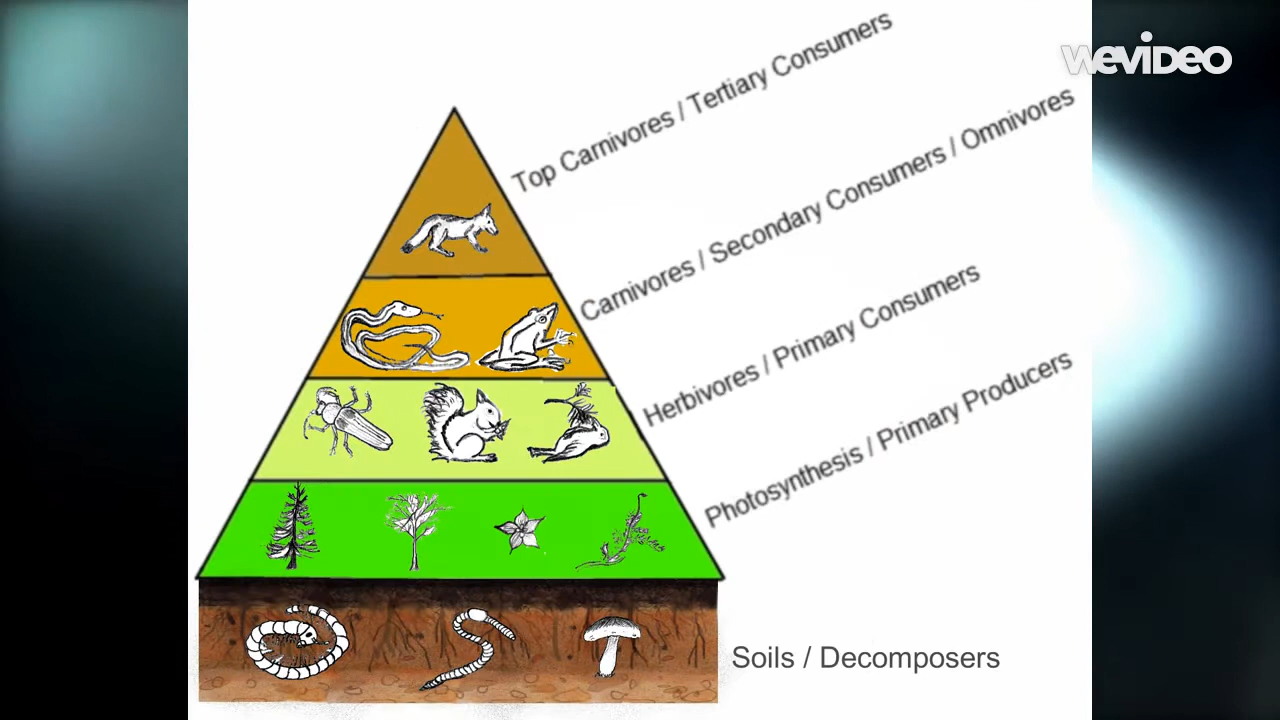 WEVIDEO
Top Carnivores / Tertiary Consumers
Carnivores / Secondary Consumers / Omnivores
Herbivores / Primary Consumers
Photosynthesis / Primary Producers
Soils / Decomposers